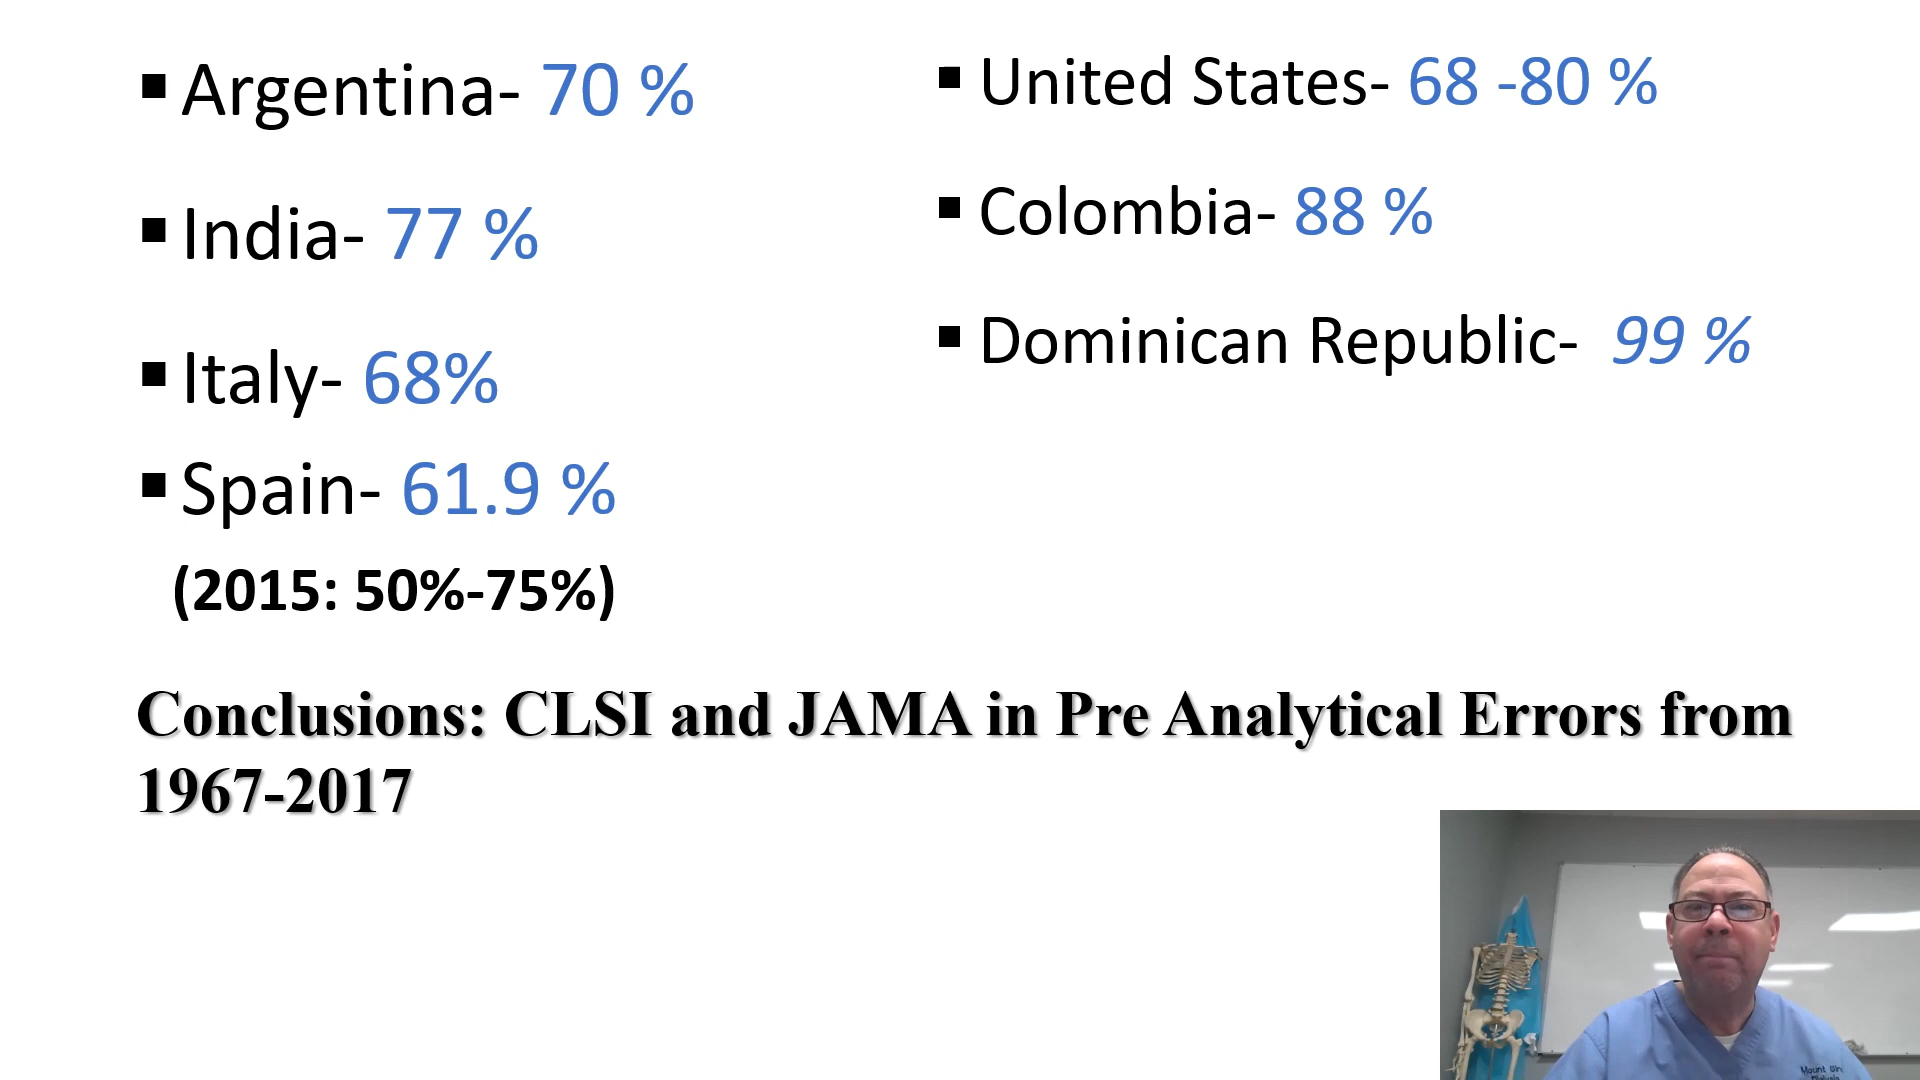 Argentina- 70 %
India- 77 %
Italy- 68%
Spain- 61.9 %
(2015: 50%-75%)
United States- 68 -80 %
Colombia- 88 %
Dominican Republic- 99 %
Conclusions: CLSI and JAMA in Pre Analytical Errors from
1967-2017
Mount